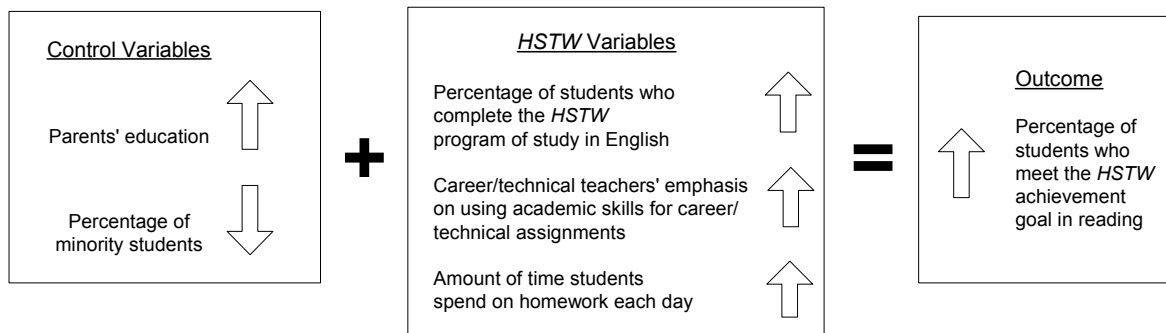 Control Variables
Parents' education
Percentage of
minority students
+
HSTW Variables
Percentage of students who
complete the HSTW
program of study in English
Career/technical teachers' emphasis
on using academic skills for career/
technical assignments
Amount of time students
spend on homework each day
=
Outcome
Percentage of
students who
meet the HSTW
achievement
goal in reading